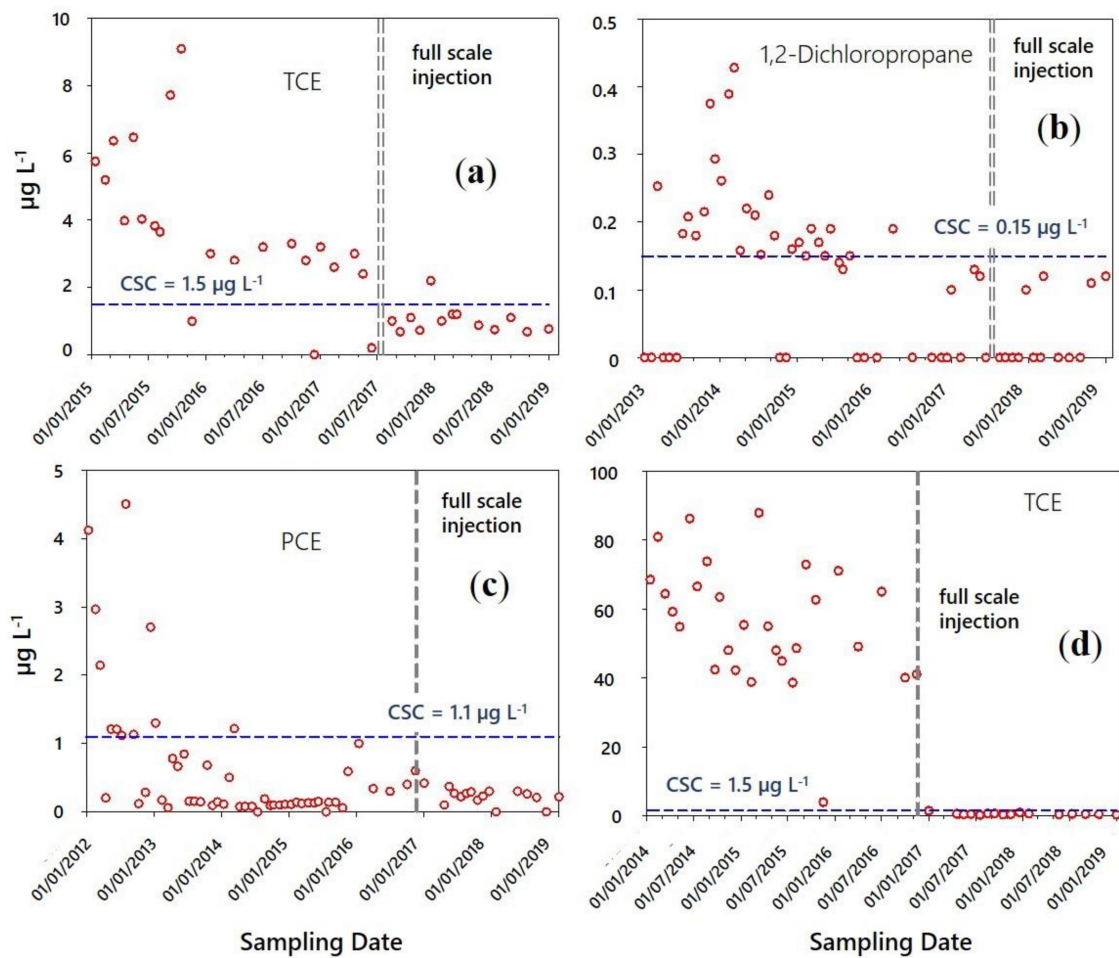 10
8
6
4
2
0
µg L⁻¹
TCE
full scale
injection
(a)
CSC = 1.5 µg L⁻¹
01/01/2015
01/07/2015
01/01/2016
01/07/2016
01/01/2017
01/07/2017
01/01/2018
01/07/2018
01/01/2019
0.5
0.4
0.3
0.2
0.1
0
1,2-Dichloropropane
full scale
injection
(b)
CSC = 0.15 µg L⁻¹
01/01/2013
01/01/2014
01/01/2015
01/01/2016
01/01/2017
01/01/2018
01/01/2019
5
4
3
2
1
0
µg L⁻¹
PCE
full scale
injection
(c)
CSC = 1.1 µg L⁻¹
01/01/2012
01/01/2013
01/01/2014
01/01/2015
01/01/2016
01/01/2017
01/01/2018
01/01/2019
Sampling Date
100
80
60
40
20
0
TCE
full scale
injection
(d)
CSC = 1.5 µg L⁻¹
01/01/2014
01/07/2014
01/01/2015
01/07/2015
01/01/2016
01/07/2016
01/01/2017
01/07/2017
01/01/2018
01/07/2018
01/01/2019
Sampling Date